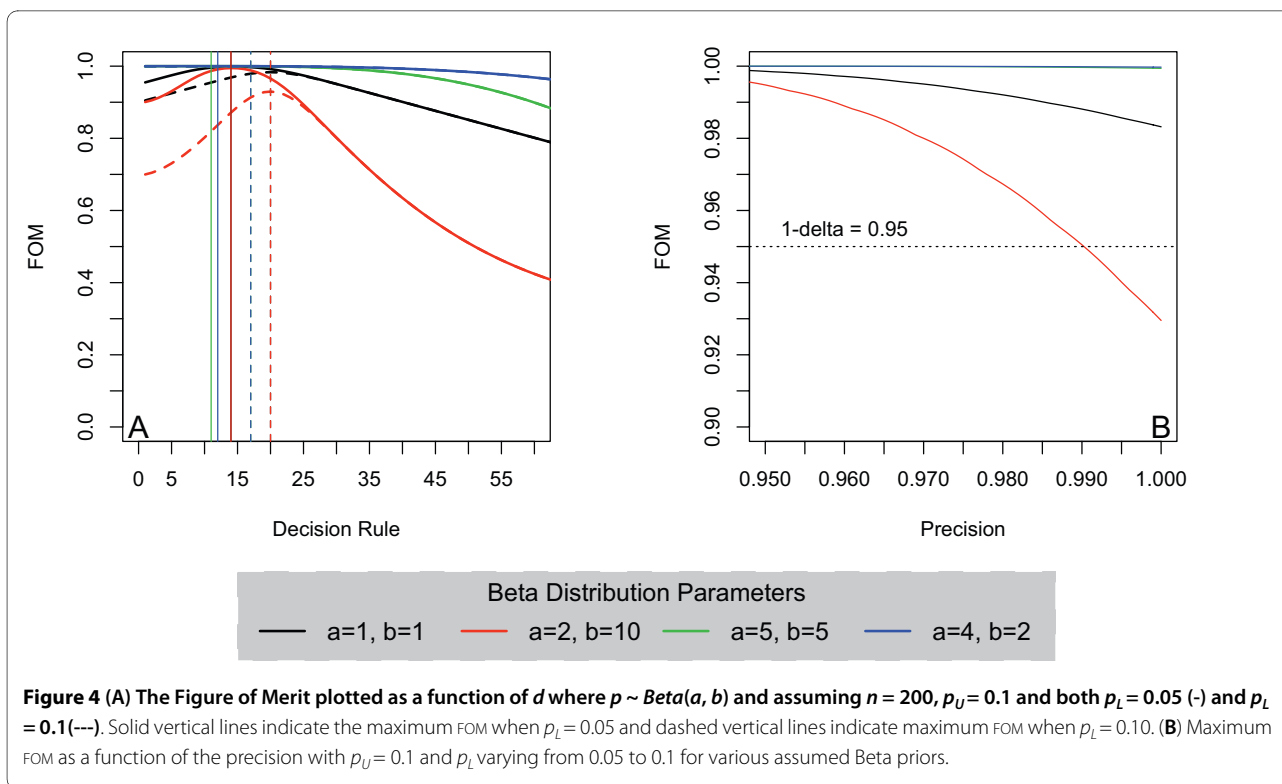 1.0
0.8
0.6
0.4
0.2
0.0
FOM
A
0 5 15 25 35 45 55
Decision Rule
1.00
0.98
0.96
0.94
0.92
0.90
FOM
1-delta = 0.95
B
0.950 0.960 0.970 0.980 0.990 1.000
Precision
Beta Distribution Parameters
a=1, b=1 a=2, b=10 a=5, b=5 a=4, b=2
Figure 4 (A) The Figure of Merit plotted as a function of d where p ~ Beta(a, b) and assuming n = 200, pU = 0.1 and both pL = 0.05 (-) and pL
= 0.1(---). Solid vertical lines indicate the maximum FOM when pL = 0.05 and dashed vertical lines indicate maximum FOM when pL = 0.10. (B) Maximum
FOM as a function of the precision with pU = 0.1 and pL varying from 0.05 to 0.1 for various assumed Beta priors.